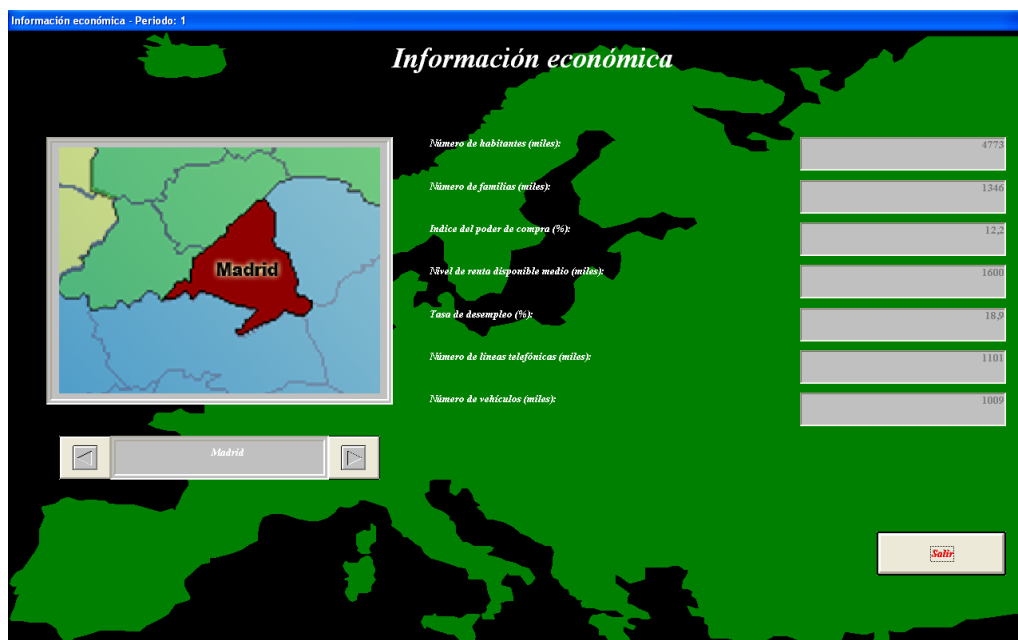 Información económica - Periodo: 1
Información económica
Madrid
Número de habitantes (miles): 4773
Número de familias (miles): 1346
Indice del poder de compra (%): 12,2
Nivel de renta disponible medio (miles): 1600
Tasa de desempleo (%): 18,9
Número de líneas telefónicas (miles): 1101
Número de vehículos (miles): 1009
Madrid
Salir